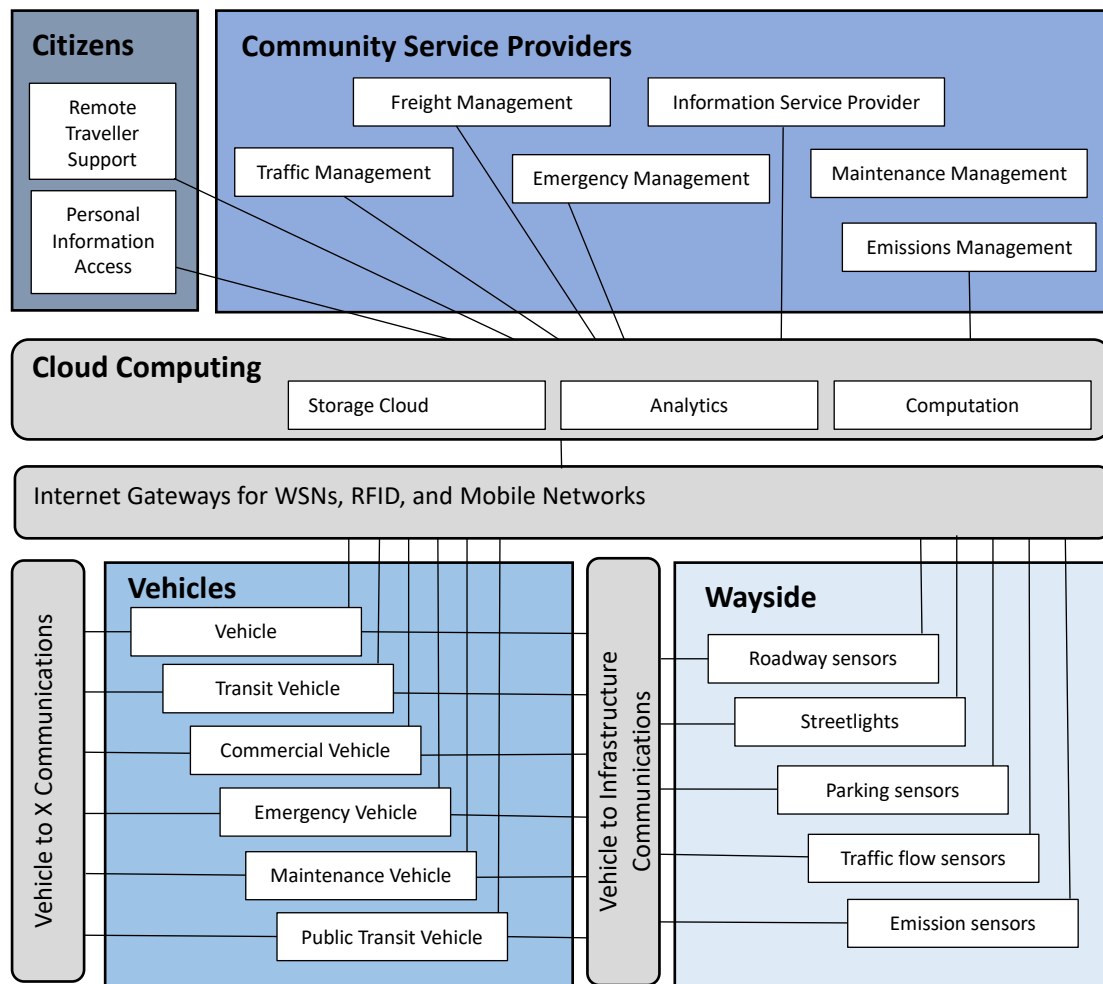 Citizens
Remote
Traveller
Support
Personal
Information
Access
Community Service Providers
Freight Management
Information Service Provider
Traffic Management
Emergency Management
Maintenance Management
Emissions Management
Cloud Computing
Storage Cloud
Analytics
Computation
Internet Gateways for WSNs, RFID, and Mobile Networks
Vehicle to X Communications
Vehicles
Vehicle
Transit Vehicle
Commercial Vehicle
Emergency Vehicle
Maintenance Vehicle
Public Transit Vehicle
Vehicle to Infrastructure
Communications
Wayside
Roadway sensors
Streetlights
Parking sensors
Traffic flow sensors
Emission sensors